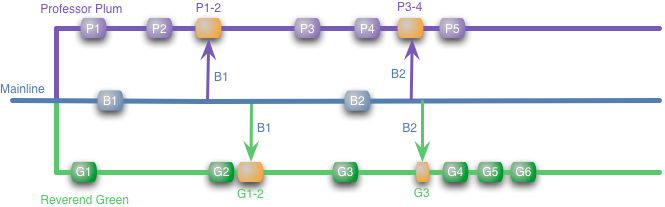 Professor Plum
P1-2
P3-4
P1
P2
P3
P4
P5
B1
B2
Mainline
B1
B2
B1
B2
G1
G2
G3
G4
G5
G6
G1-2
G3
Reverend Green